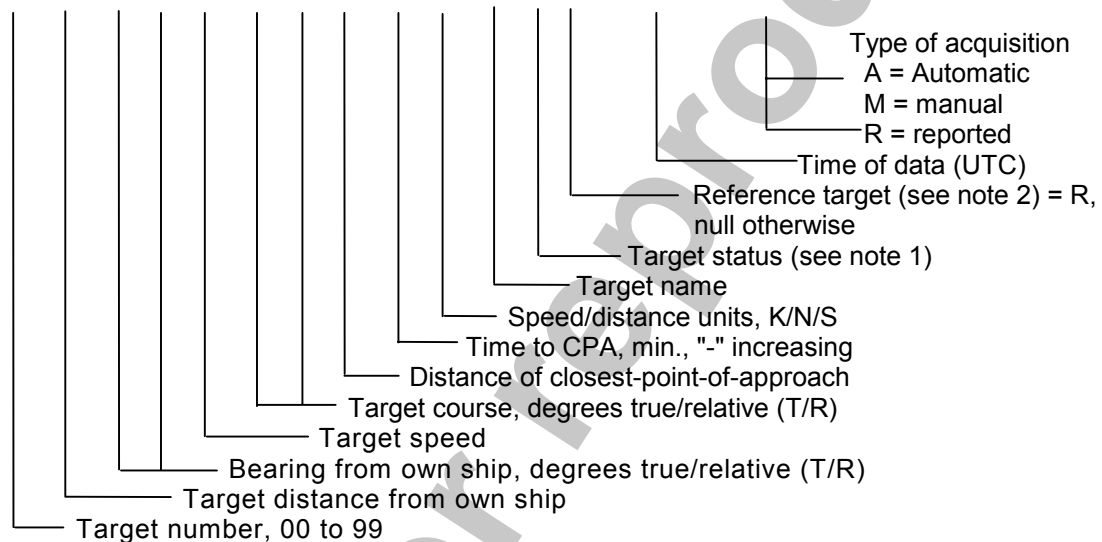 Type of acquisition
A = Automatic
M = manual
R = reported
Time of data (UTC)
Reference target (see note 2) = R,
null otherwise
Target status (see note 1)
Target name
Speed/distance units, K/N/S
Time to CPA, min., "-" increasing
Distance of closest-point-of-approach
Target course, degrees true/relative (T/R)
Target speed
Bearing from own ship, degrees true/relative (T/R)
Target distance from own ship
Target number, 00 to 99
r repro